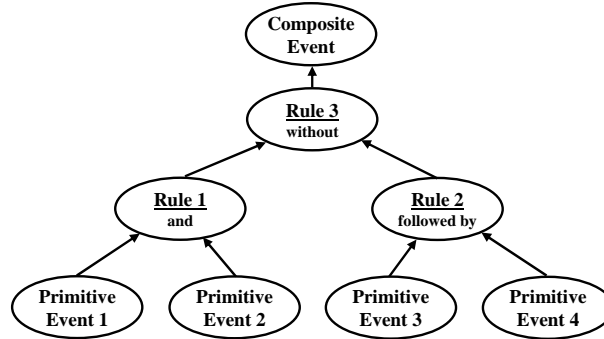 Composite
Event
Rule 3
without
Rule 1
and
Rule 2
followed by
Primitive
Event 1
Primitive
Event 2
Primitive
Event 3
Primitive
Event 4